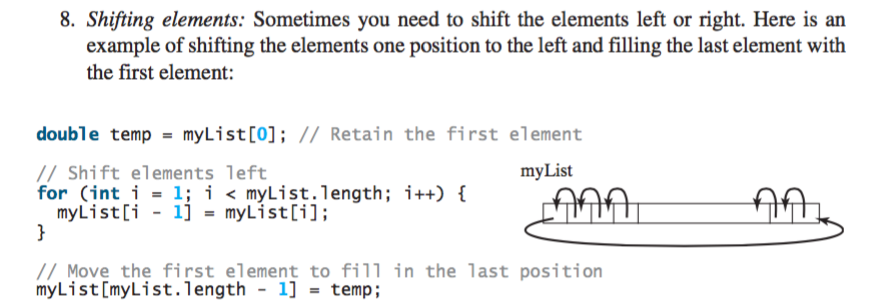 8. Shifting elements: Sometimes you need to shift the elements left or right. Here is an
example of shifting the elements one position to the left and filling the last element with
the first element:
double temp = myList[0]; // Retain the first element
// Shift elements left
for (int i = 1; i < myList.length; i++) {
  myList[i - 1] = myList[i];
}
myList
// Move the first element to fill in the last position
myList[myList.length - 1] = temp;